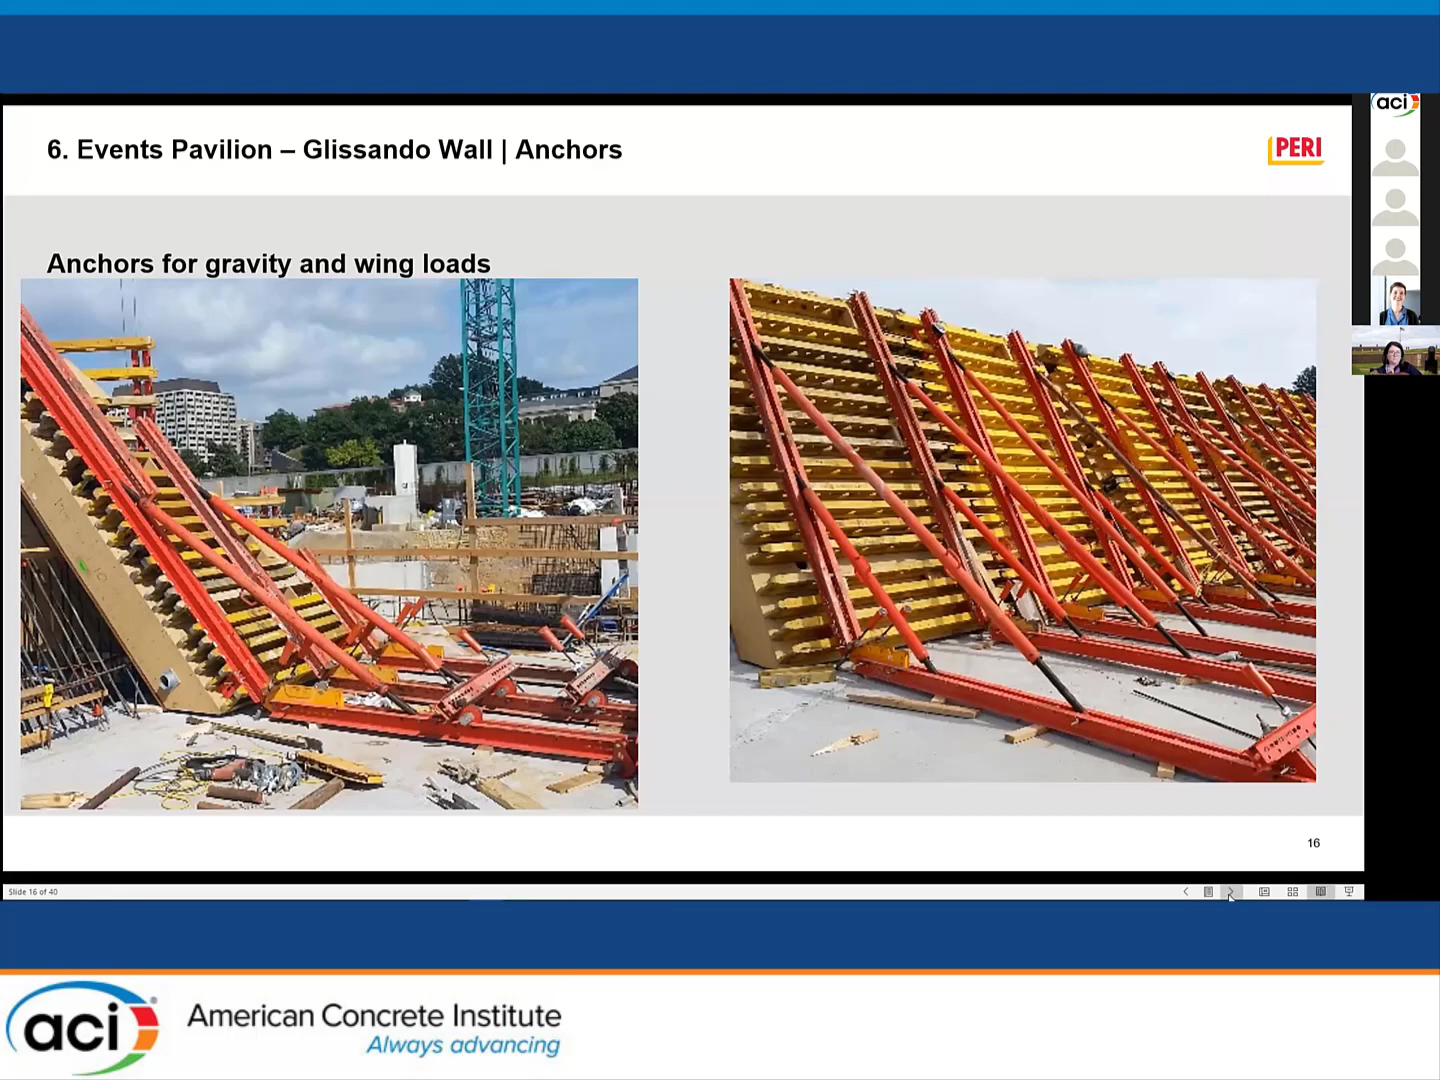 aci
6. Events Pavilion – Glissando Wall | Anchors
PERI
Anchors for gravity and wing loads
16
Slide 16 of 40
aci
American Concrete Institute
Always advancing